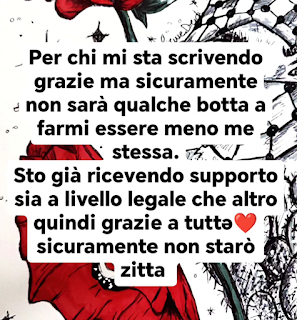 Per chi mi sta scrivendo
grazie ma sicuramente
non sarà qualche botta a
farmi essere meno me
stessa.
Sto già ricevendo supporto
sia a livello legale che altro
quindi grazie a tuttə❤️
sicuramente non starò
zitta